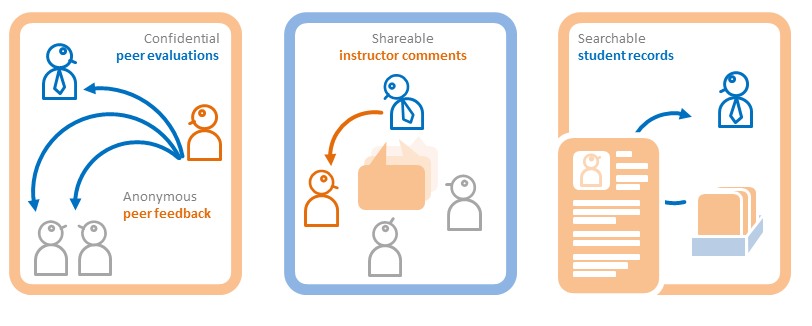 Confidential
peer evaluations
Anonymous
peer feedback
Shareable
instructor comments
Searchable
student records